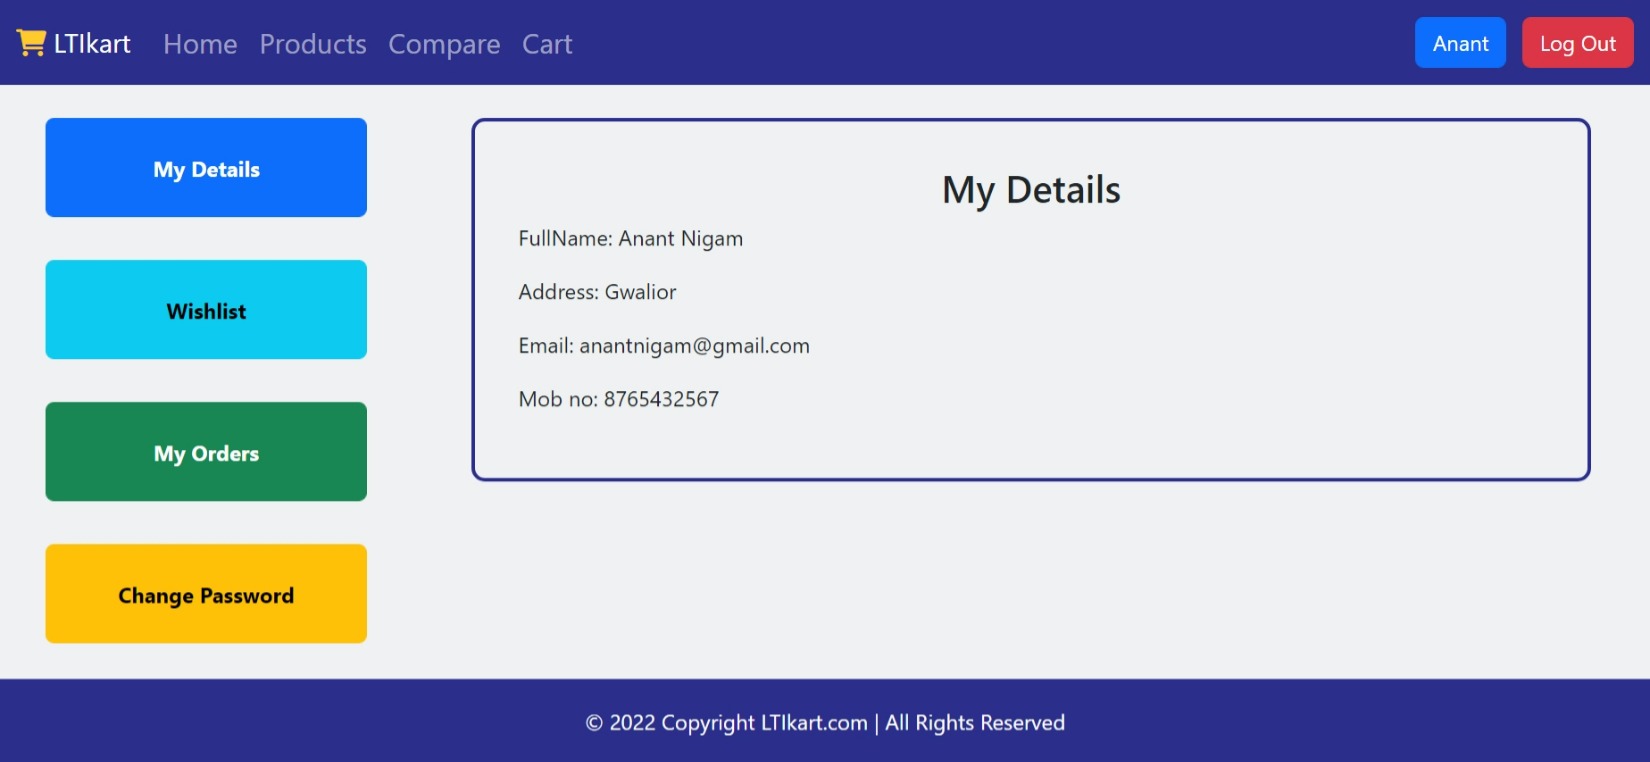 LTIkart Home Products Compare Cart Anant Log Out
My Details
Wishlist
My Orders
Change Password
My Details
FullName: Anant Nigam
Address: Gwalior
Email: anantnigam@gmail.com
Mob no: 8765432567
© 2022 Copyright LTIkart.com | All Rights Reserved